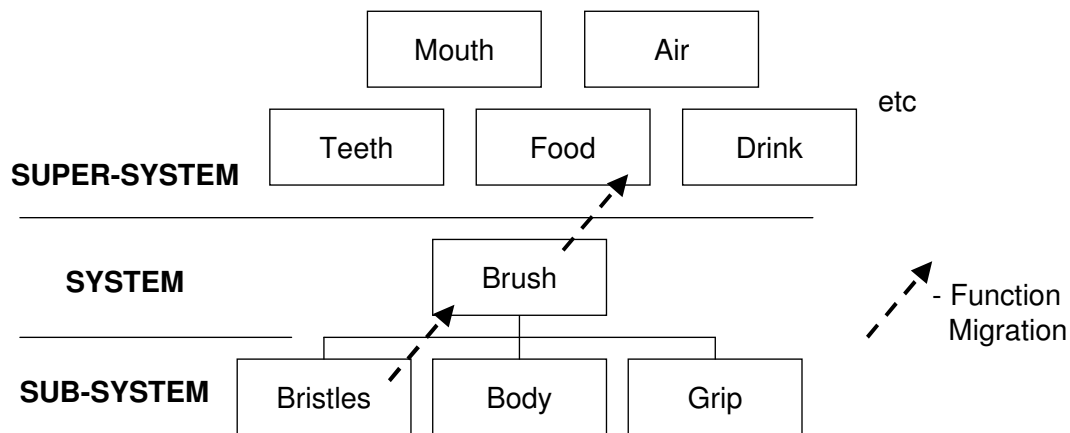 Mouth Air
etc
Teeth Food Drink
SUPER-SYSTEM
SYSTEM Brush
- Function
Migration
SUB-SYSTEM Bristles Body Grip